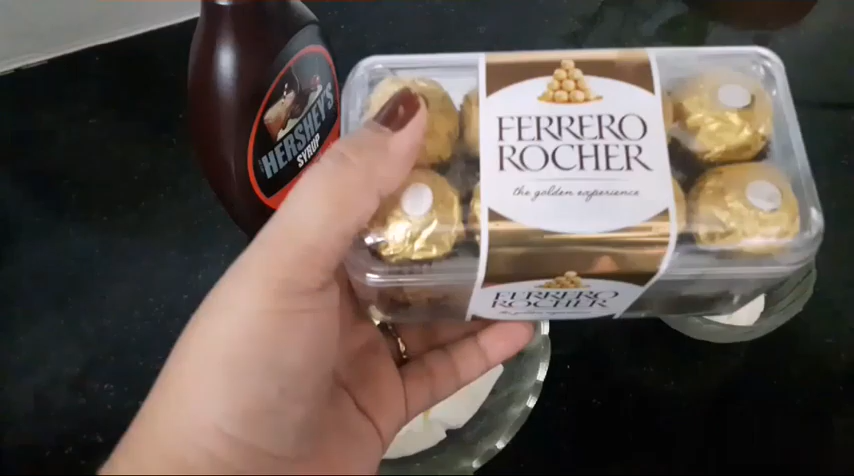 HERSHEY'S
SYRUP
FERRERO
ROCHER
the golden experience
FERRERO
ROCHER